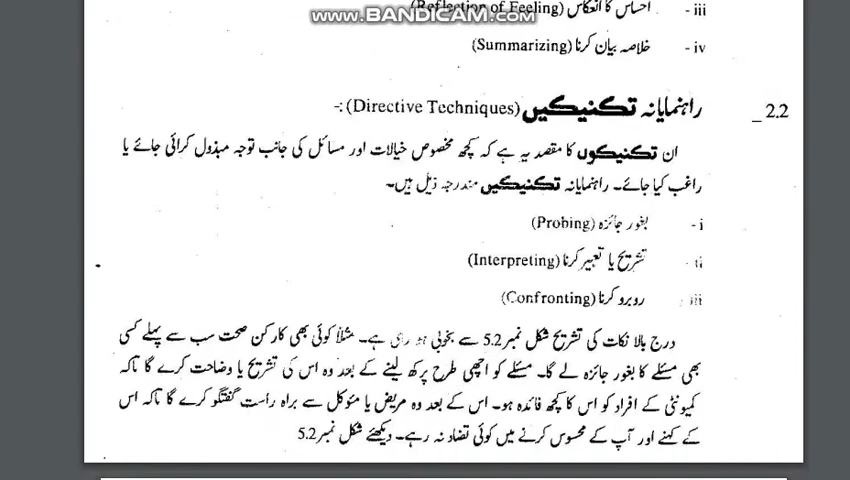 www.BANDICAM.com
iii - احساس کا انعکاس (Reflection of Feeling)
iv - خلاصہ بیان کرنا (Summarizing)
2.2 _ راہنمایانہ تکنیکیں (Directive Techniques):-
ان تکنیکوں کا مقصد یہ ہے کہ کچھ مخصوص خیالات اور مسائل کی جانب توجہ مبذول کرائی جائے یا
راغب کیا جائے۔ راہنمایانہ تکنیکیں مندرجہ ذیل ہیں۔
i - بغور جائزہ (Probing)
ii تشریح یا تعبیر کرنا (Interpreting)
iii روبرو کرنا (Confronting)
درج بالا نکات کی تشریح شکل نمبر 5.2 سے بخوبی ہو رہی ہے۔ مثلاً کوئی بھی کارکن صحت سب سے پہلے کسی
بھی مسئلے کا بغور جائزہ لے گا۔ مسئلے کو اچھی طرح پرکھ لینے کے بعد وہ اس کی تشریح یا وضاحت کرے گا تاکہ
کمیونٹی کے افراد کو اس کا کچھ فائدہ ہو۔ اس کے بعد وہ مریض یا مئوکل سے براہ راست گفتگو کرے گا تاکہ اس
کے کہنے اور آپ کے محسوس کرنے میں کوئی تضاد نہ رہے۔ دیکھئے شکل نمبر 5.2